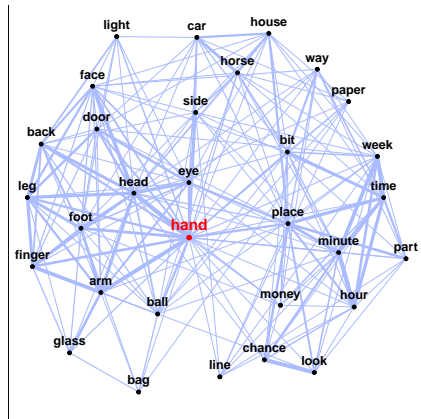 light
car
house
way
horse
face
paper
side
door
back
bit
week
eye
head
leg
time
foot
place
hand
minute
part
finger
arm
money
hour
ball
glass
chance
look
line
bag